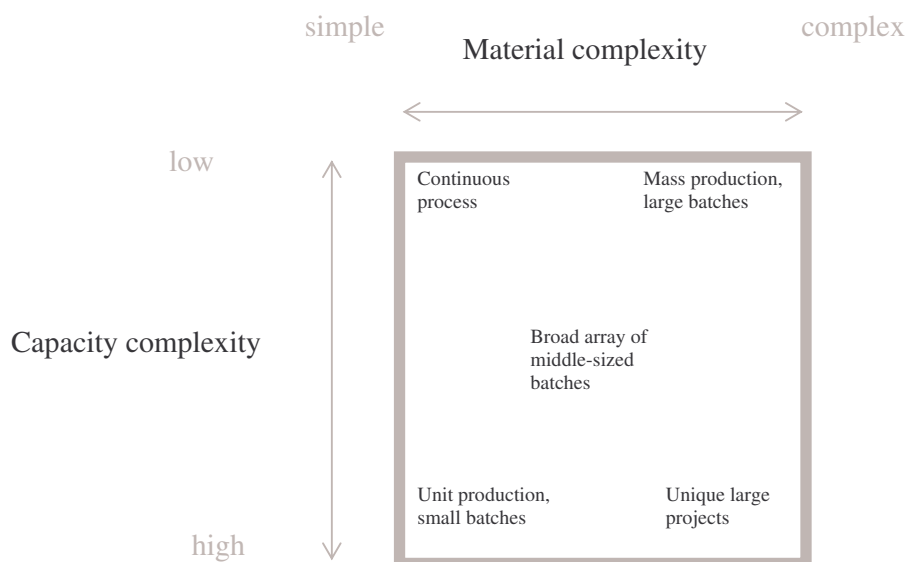 simple
complex
Material complexity
low
Continuous
process
Mass production,
large batches
Capacity complexity
Broad array of
middle-sized
batches
Unit production,
small batches
Unique large
projects
high